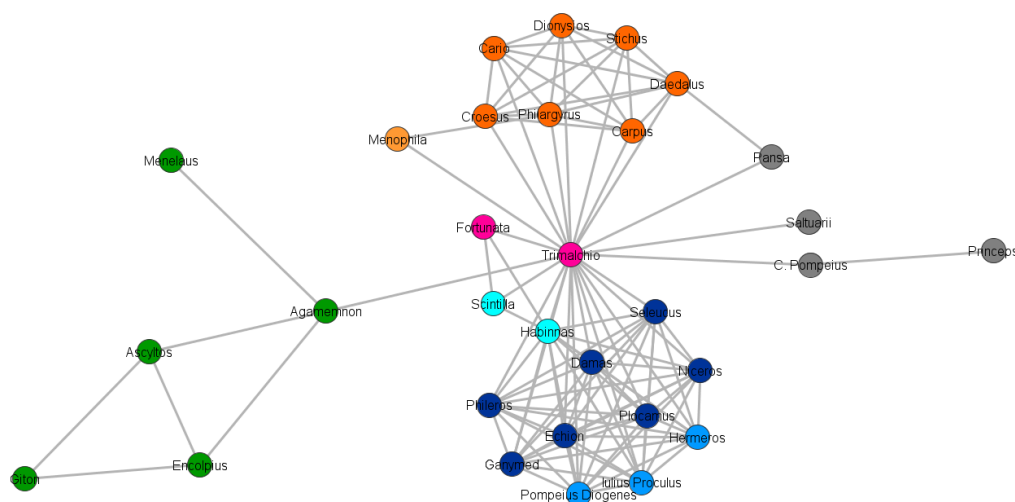 Dionysios
Stichus
Cario
Daedalus
Croesus
Philargyrus
Carpus
Menophila
Menelaus
Pansa
Fortunata
Saltuarii
Trimalchio
C. Pompeius
Princeps
Scintilla
Agamemnon
Seleucus
Habinnas
Ascyltos
Damas
Niceros
Phileros
Plocamus
Echion
Hermeros
Ganymed
Encolpius
Giton
Iulius Proculus
Pompeius Diogenes